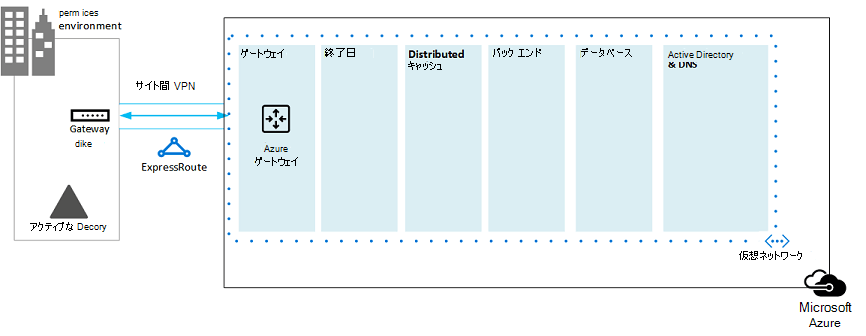 perm ices
environment
Gateway
dike
アクティブな Decory
サイト間 VPN
ExpressRoute
ゲートウェイ
Azure
ゲートウェイ
終了日
Distributed
キャッシュ
バック エンド
データベース
Active Directory
& DNS
仮想ネットワーク
Microsoft
Azure